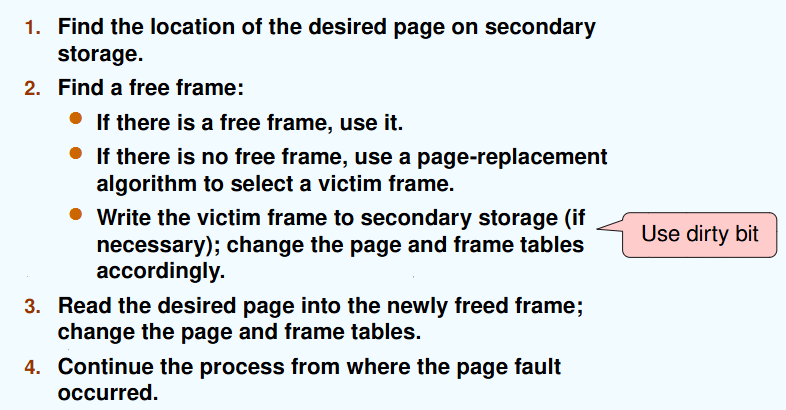 1. Find the location of the desired page on secondary
storage.
2. Find a free frame:
• If there is a free frame, use it.
• If there is no free frame, use a page-replacement
algorithm to select a victim frame.
• Write the victim frame to secondary storage (if
necessary); change the page and frame tables
accordingly.
Use dirty bit
3. Read the desired page into the newly freed frame;
change the page and frame tables.
4. Continue the process from where the page fault
occurred.